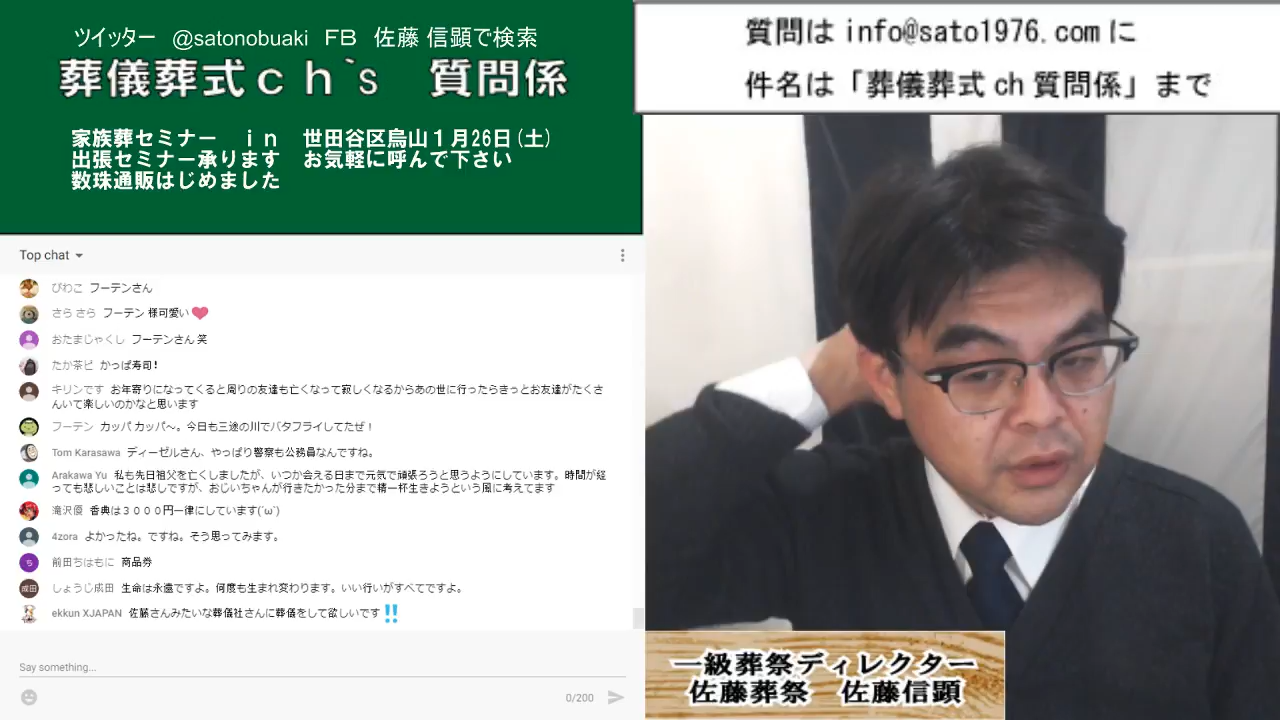 ツイッター　@satonobuaki　ＦＢ　佐藤 信顕で検索
葬儀葬式ｃｈ`s　質問係
家族葬セミナー　ｉｎ　世田谷区烏山１月26日(土)
出張セミナー承ります　お気軽に呼んで下さい
数珠通販はじめました
質問は info@sato1976.com に
件名は「葬儀葬式 ch 質問係」まで
Top chat
びわこ フーテンさん
さら さら フーテン 様可愛い
おたまじゃくし フーテンさん 笑
たか茶ピ かっぱ寿司！
キリンです お年寄りになってくると周りの友達も亡くなって寂しくなるからあの世に行ったらきっとお友達がたくさ
んいて楽しいのかなと思います
フーテン カッパ カッパ〜。今日も三途の川でバタフライしてたぜ！
Tom Karasawa ディーゼルさん、やっぱり警察も公務員なんですね。
Arakawa Yu 私も先日祖父を亡くしましたが、いつか会える日まで元気で頑張ろうと思うようにしています。時間が経
っても悲しいことは悲しですが、おじいちゃんが行きたかった分まで精一杯生きようという風に考えてます
滝沢優 香典は３０００円一律にしています(´ω`)
4zora よかったね。ですね。そう思ってみます。
ち 前田ちはもに 商品券
成田 しょうじ成田 生命は永遠ですよ。何度も生まれ変わります。いい行いがすべてですよ。
ekkun XJAPAN 佐藤さんみたいな葬儀社さんに葬儀をして欲しいです‼
Say something...
0/200
一級葬祭ディレクター
佐藤葬祭　佐藤信顕